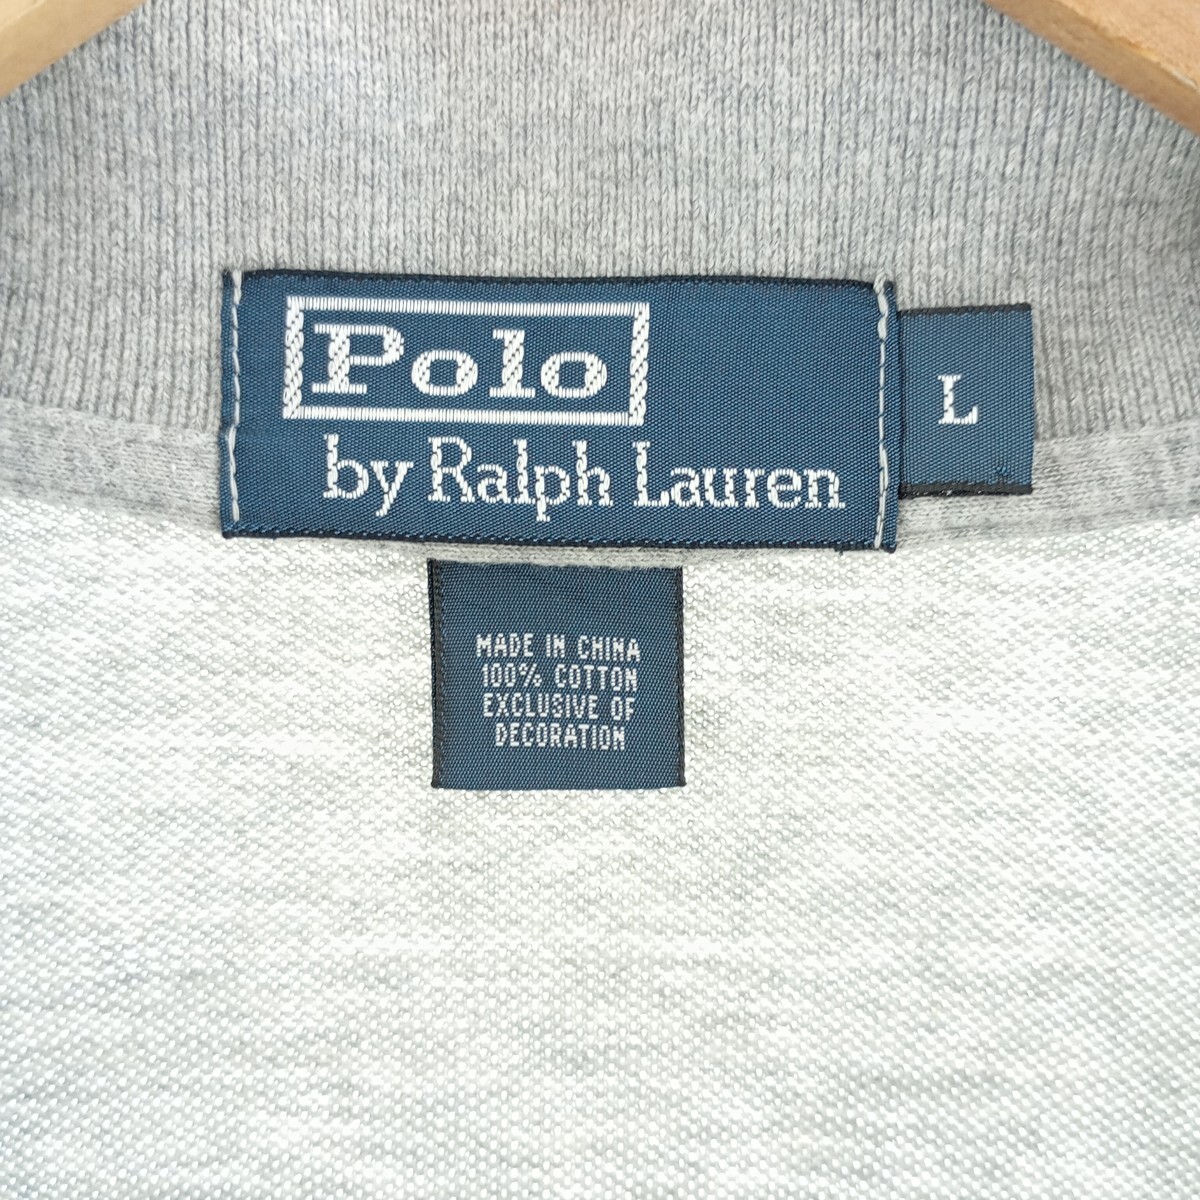 Polo
by Ralph Lauren
L
MADE IN CHINA
100% COTTON
EXCLUSIVE OF
DECORATION